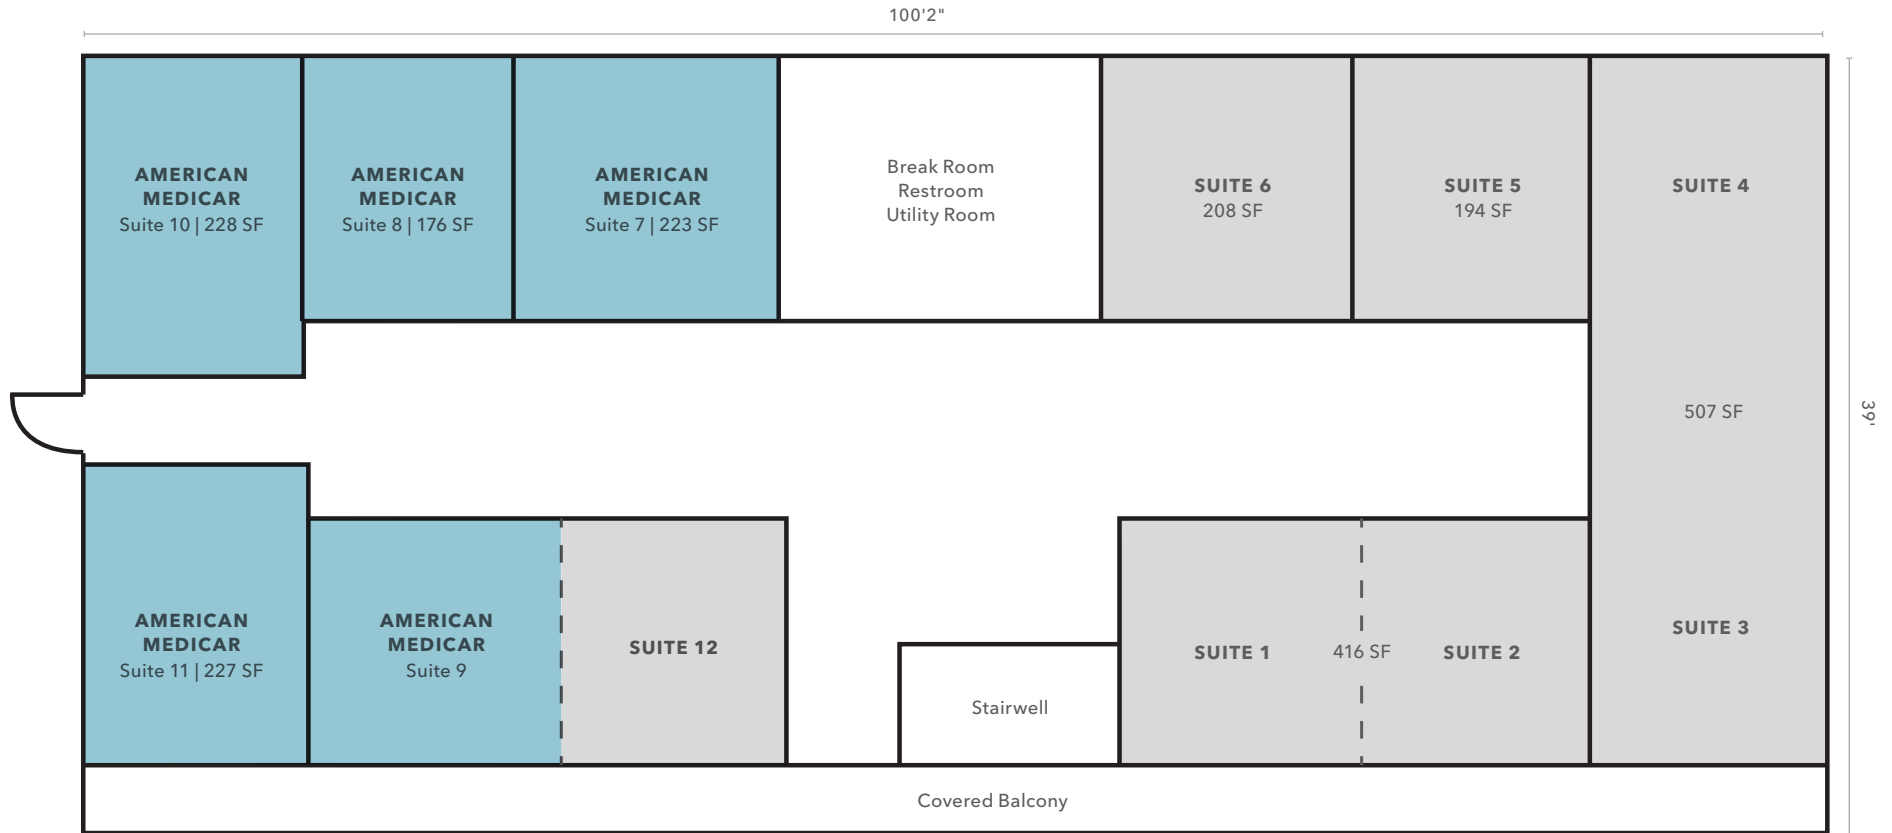 100'2"
AMERICAN
MEDICAR
Suite 10 | 228 SF
AMERICAN
MEDICAR
Suite 8 | 176 SF
AMERICAN
MEDICAR
Suite 7 | 223 SF
Break Room
Restroom
Utility Room
SUITE 6
208 SF
SUITE 5
194 SF
SUITE 4
507 SF
39'
AMERICAN
MEDICAR
Suite 11 | 227 SF
AMERICAN
MEDICAR
Suite 9
SUITE 12
Stairwell
SUITE 1
416 SF
SUITE 2
SUITE 3
Covered Balcony